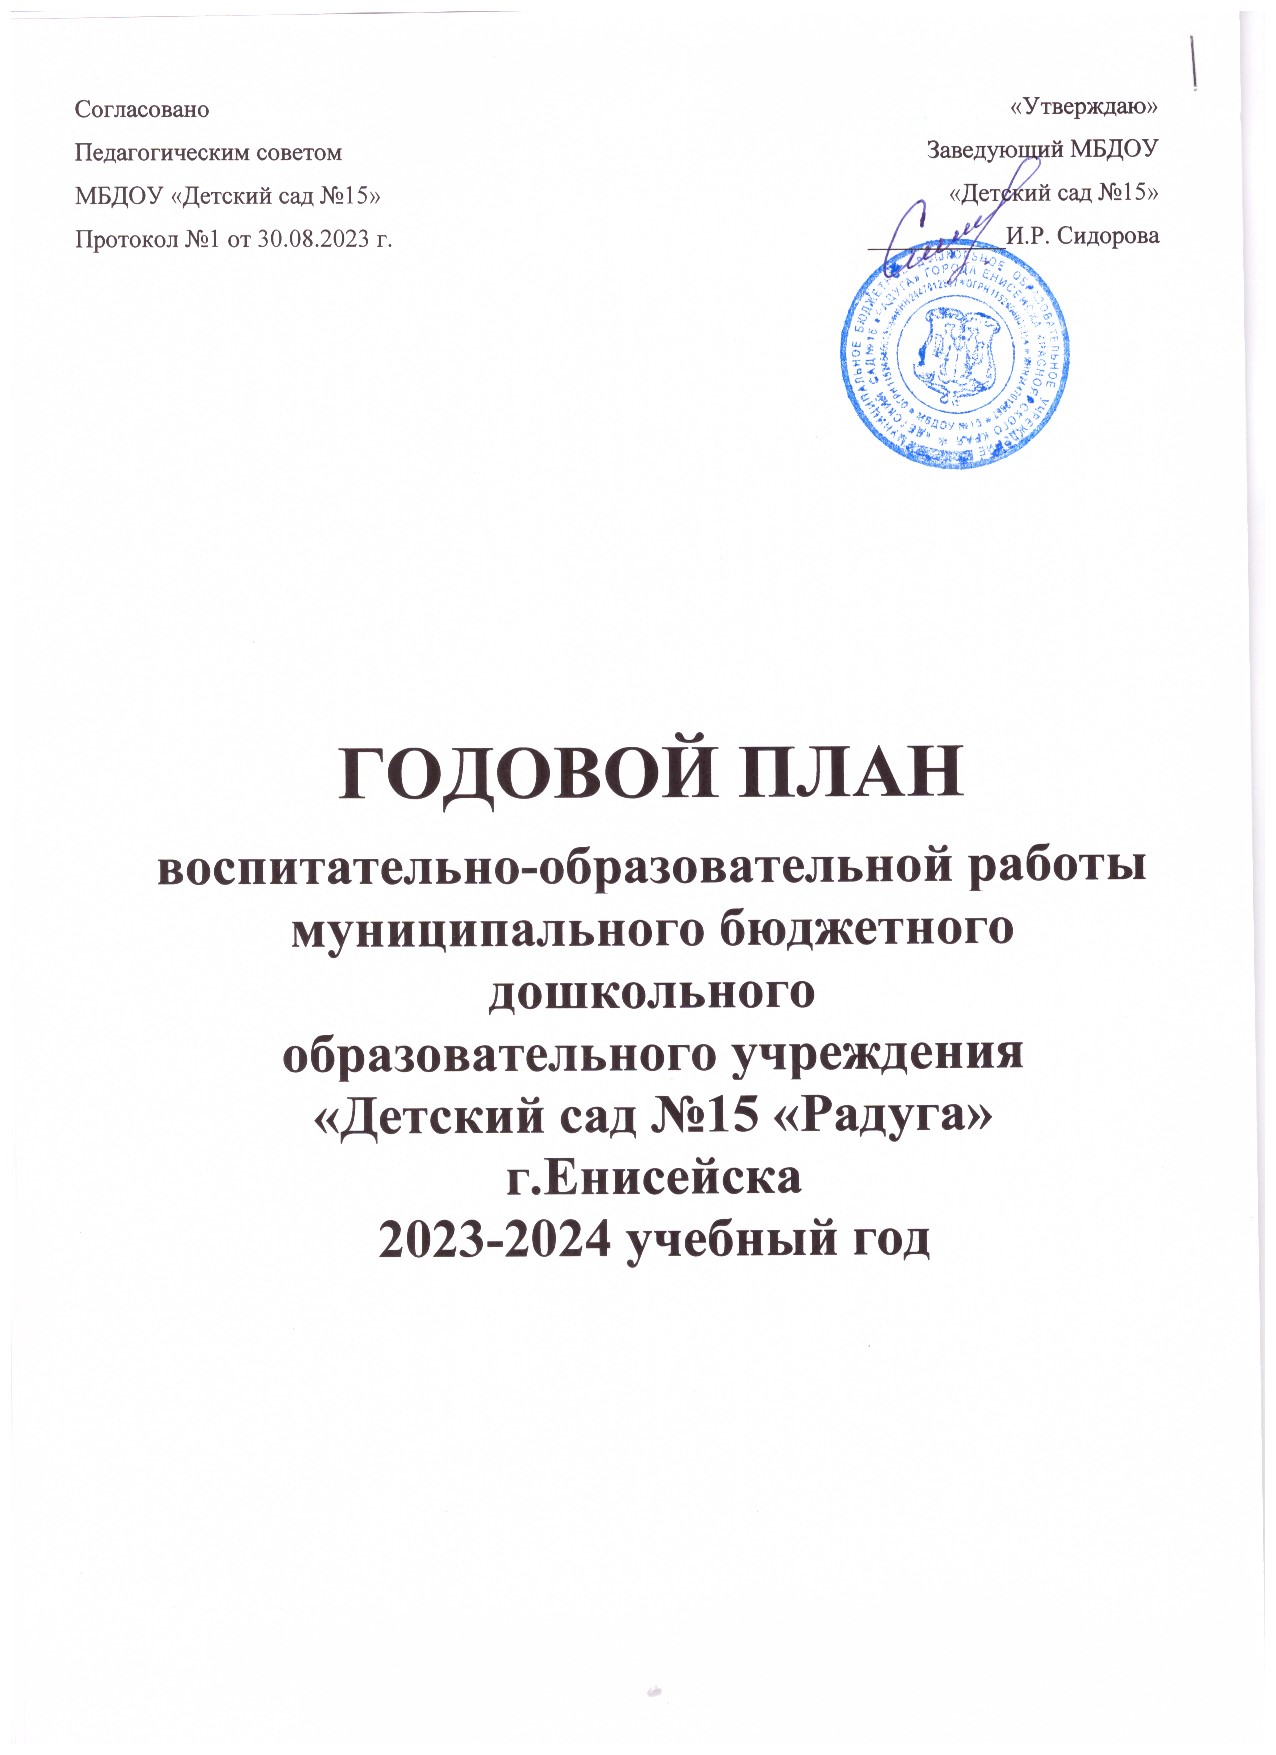 Согласовано
Педагогическим советом
МБДОУ «Детский сад №15»
Протокол №1 от 30.08.2023 г.
«Утверждаю»
Заведующий МБДОУ
«Детский сад №15»
И.Р. Сидорова
ГОДОВОЙ ПЛАН
воспитательно-образовательной работы
муниципального бюджетного
дошкольного
образовательного учреждения
«Детский сад №15 «Радуга»
г.Енисейска
2023-2024 учебный год
МБДОУ №15